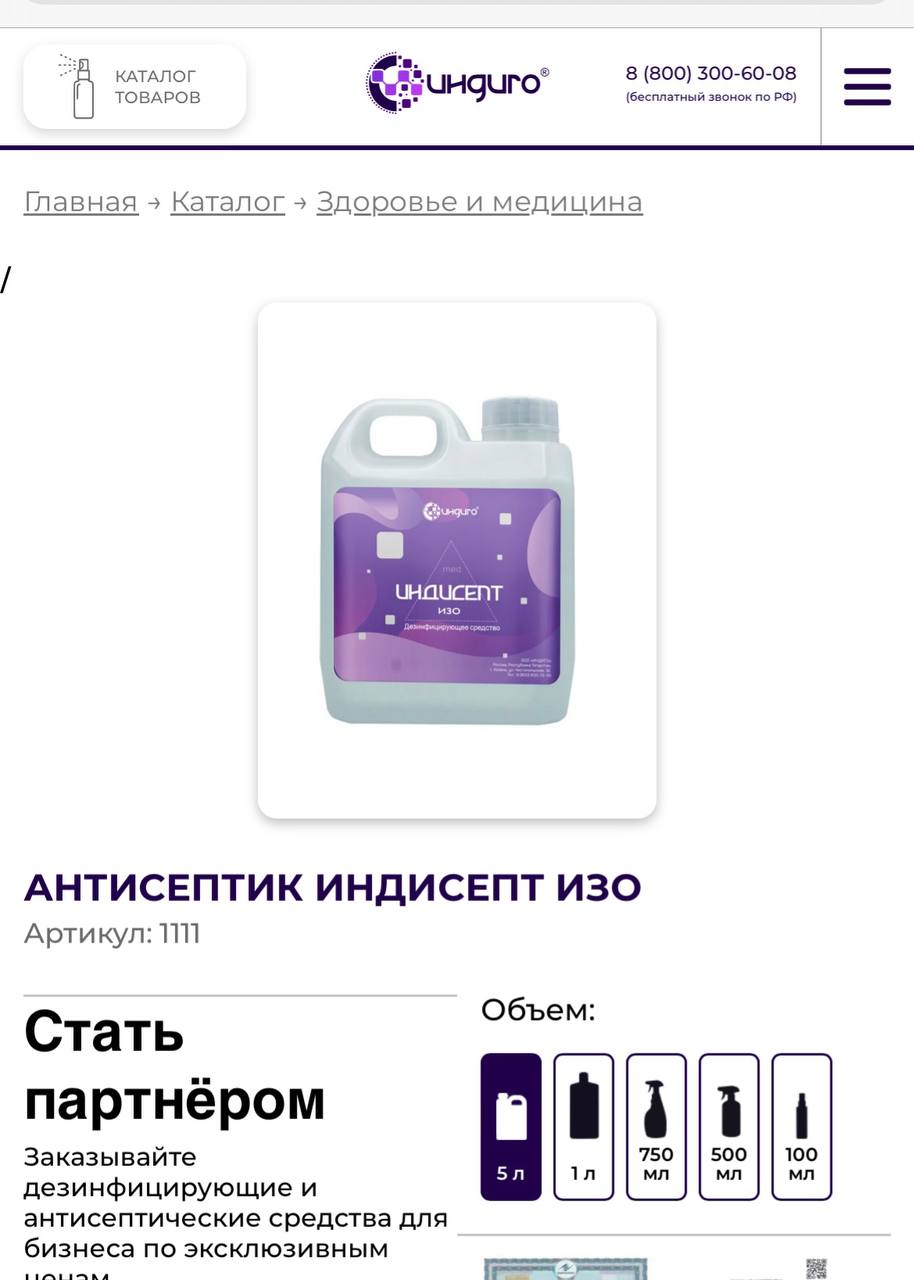 КАТАЛОГ
ТОВАРОВ
индиго®
8 (800) 300-60-08
(бесплатный звонок по РФ)
Главная → Каталог → Здоровье и медицина
/
индиго
med
ИНДИСЕПТ
ИЗО
Дезинфицирующее средство
АНТИСЕПТИК ИНДИСЕПТ ИЗО
Артикул: 1111
Стать
партнёром
Заказывайте
дезинфицирующие и
антисептические средства для
бизнеса по эксклюзивным
ценам
Объем:
5 л
1 л
750
мл
500
мл
100
мл